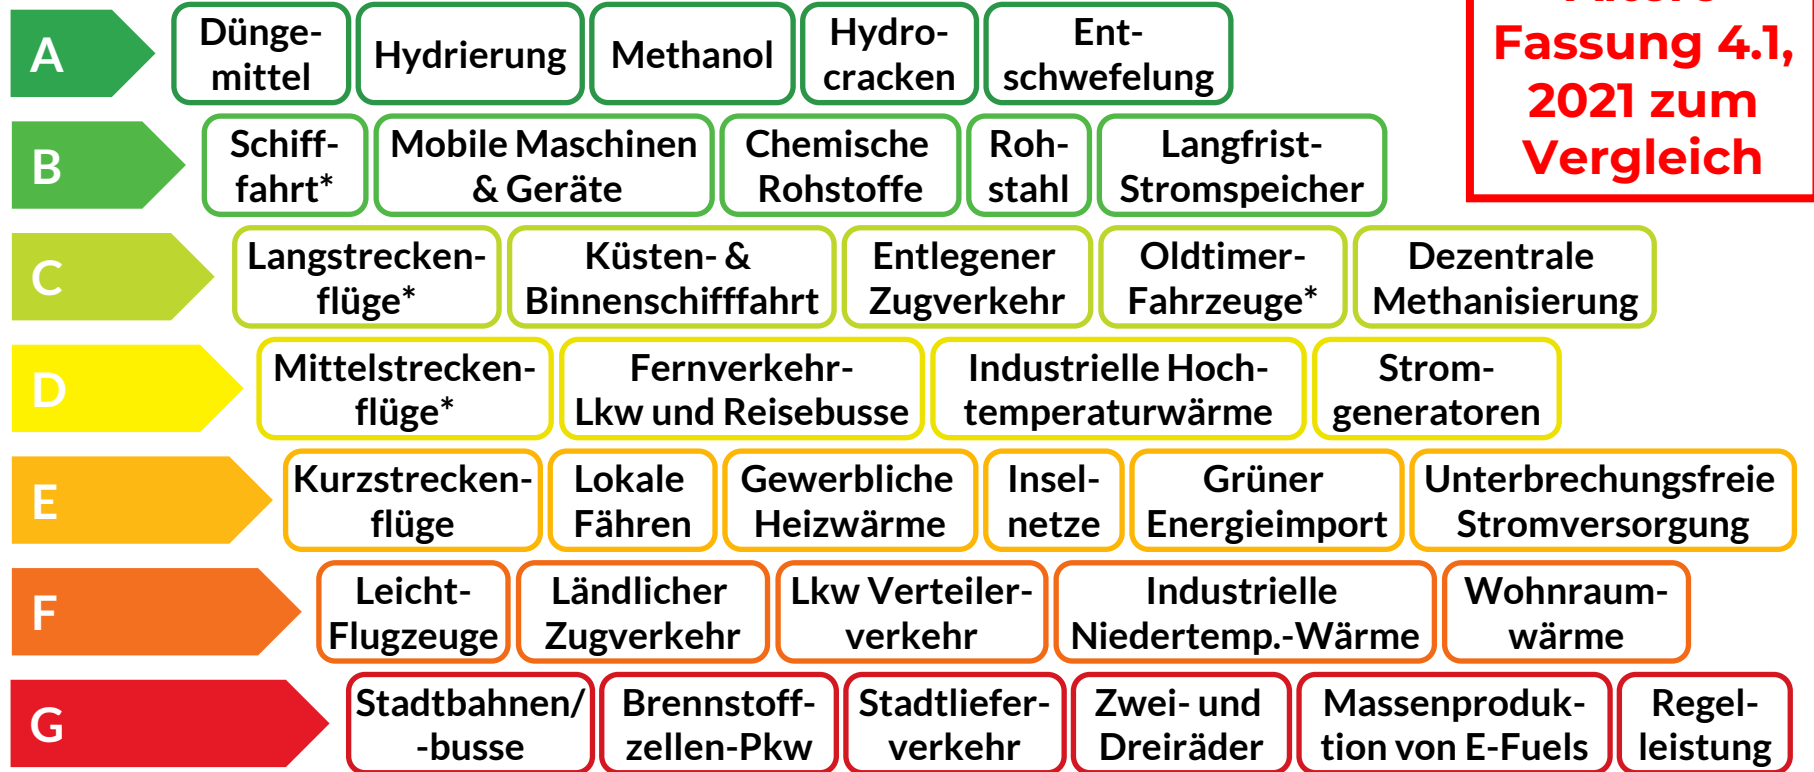 A
Dünge-
mittel
Hydrierung
Methanol
Hydro-
cracken
Ent-
schwefelung
Fassung 4.1,
2021 zum
Vergleich
B
Schiff-
fahrt*
Mobile Maschinen
& Geräte
Chemische
Rohstoffe
Roh-
stahl
Langfrist-
Stromspeicher
C
Langstrecken-
flüge*
Küsten- &
Binnenschifffahrt
Entlegener
Zugverkehr
Oldtimer-
Fahrzeuge*
Dezentrale
Methanisierung
D
Mittelstrecken-
flüge*
Fernverkehr-
Lkw und Reisebusse
Industrielle Hoch-
temperaturwärme
Strom-
generatoren
E
Kurzstrecken-
flüge
Lokale
Fähren
Gewerbliche
Heizwärme
Insel-
netze
Grüner
Energieimport
Unterbrechungsfreie
Stromversorgung
F
Leicht-
Flugzeuge
Ländlicher
Zugverkehr
Lkw Verteiler-
verkehr
Industrielle
Niedertemp.-Wärme
Wohnraum-
wärme
G
Stadtbahnen/
-busse
Brennstoff-
zellen-Pkw
Stadtliefer-
verkehr
Zwei- und
Dreiräder
Massenproduk-
tion von E-Fuels
Regel-
leistung